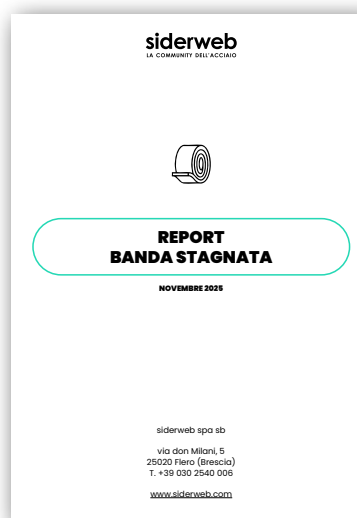 siderweb
LA COMMUNITY DELL'ACCIAIO
REPORT
BANDA STAGNATA
NOVEMBRE 2025
siderweb spa sb
via don Milani, 5
25020 Flero (Brescia)
T. +39 030 2540 006
www.siderweb.com